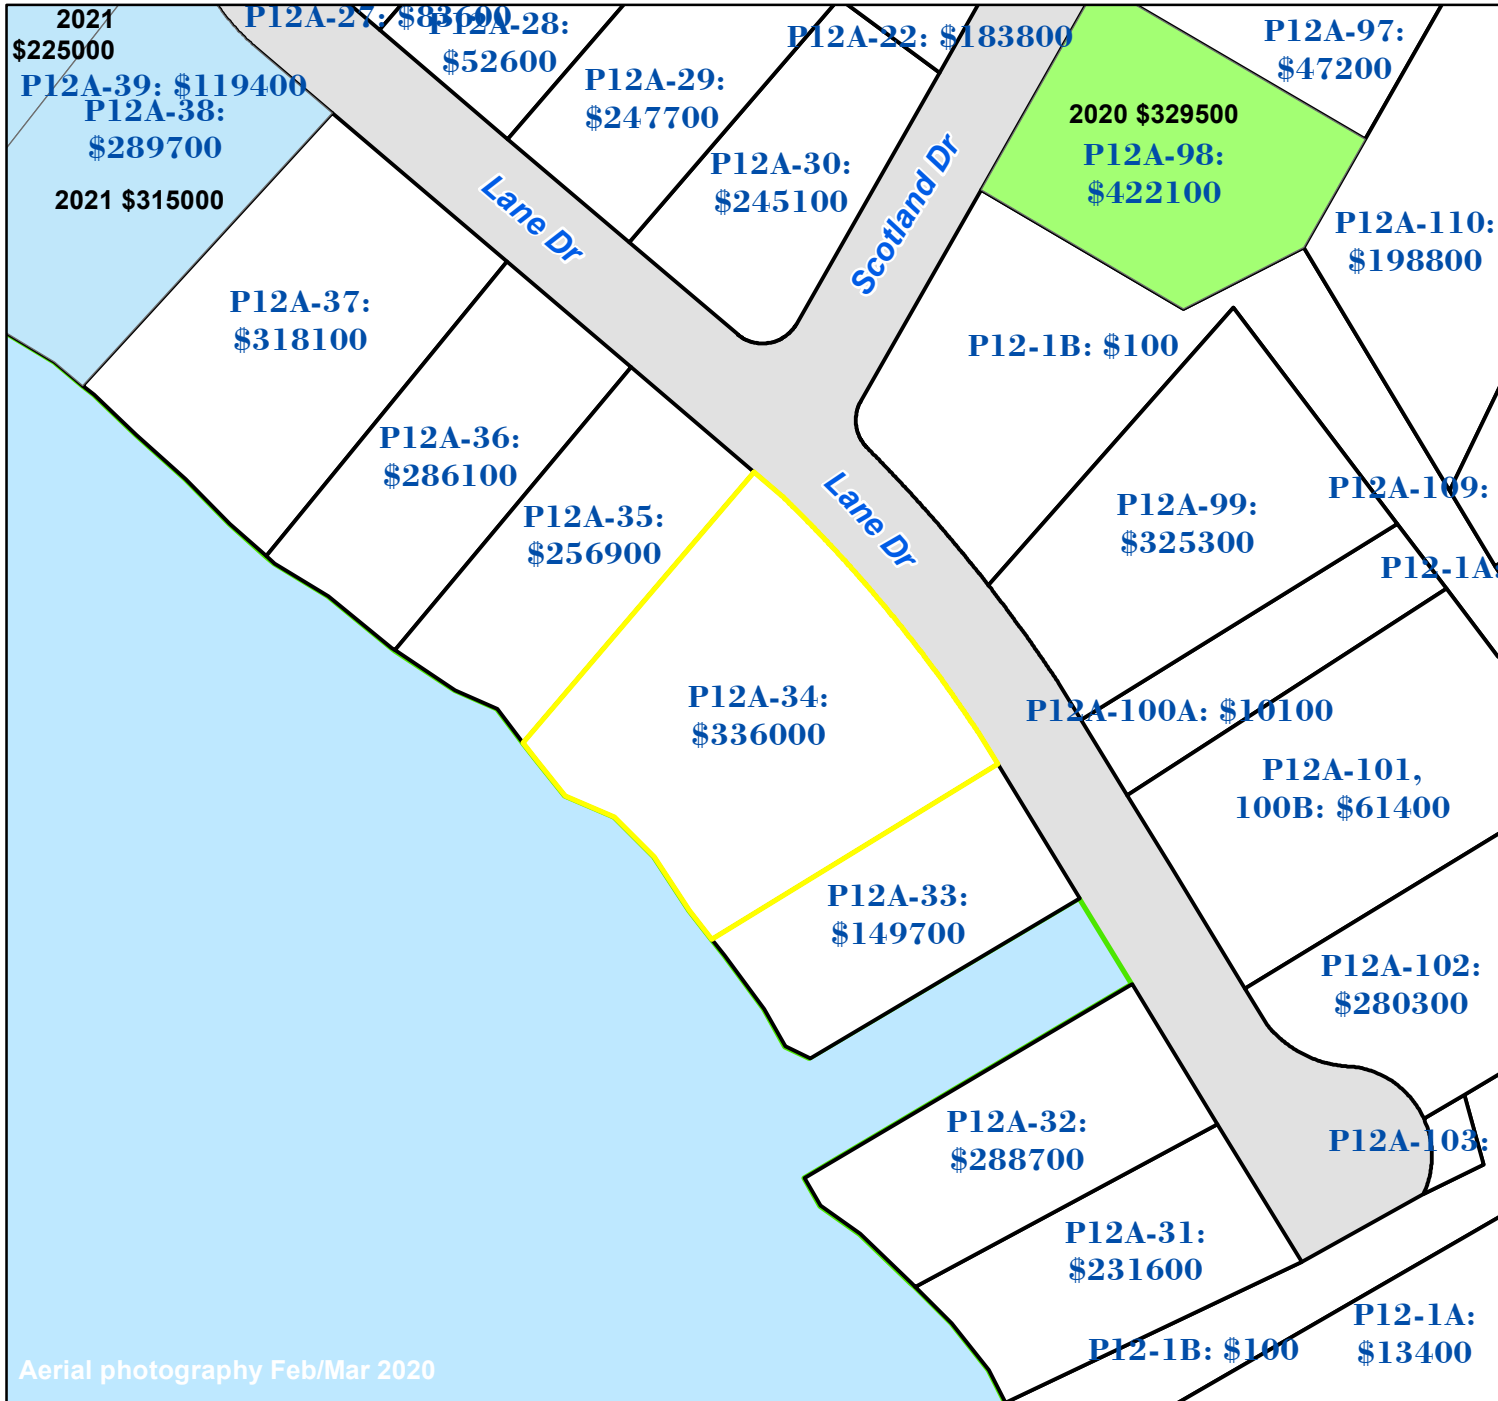 2021
$225000
P12A-27: $83600
P12A-28:
$52600
P12A-22: $183800
P12A-97:
$47200
P12A-39: $119400
P12A-38:
$289700
2021 $315000
P12A-29:
$247700
P12A-30:
$245100
2020 $329500
P12A-98:
$422100
Lane Dr
Scotland Dr
P12A-110:
$198800
P12A-37:
$318100
P12-1B: $100
P12A-36:
$286100
P12A-35:
$256900
Lane Dr
P12A-99:
$325300
P12A-109:
P12-1A:
P12A-34:
$336000
P12A-100A: $10100
P12A-101,
100B: $61400
P12A-33:
$149700
P12A-102:
$280300
P12A-32:
$288700
P12A-103:
P12A-31:
$231600
P12-1B: $100
P12-1A:
$13400
Aerial photography Feb/Mar 2020